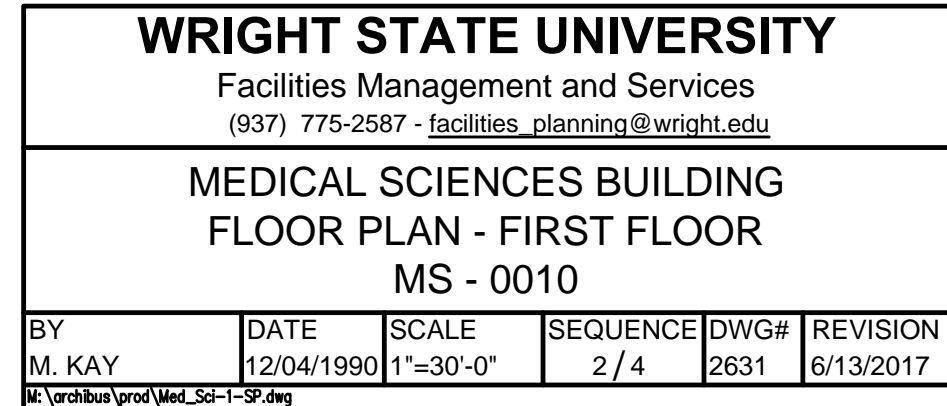 WRIGHT STATE UNIVERSITY
Facilities Management and Services
(937) 775-2587 - facilities_planning@wright.edu
MEDICAL SCIENCES BUILDING
FLOOR PLAN - FIRST FLOOR
MS - 0010
BY DATE SCALE SEQUENCE DWG# REVISION
M. KAY 12/04/1990 1"=30'-0" 2/4 2631 6/13/2017
M:\archibus\prod\Med_Sci-1-SP.dwg